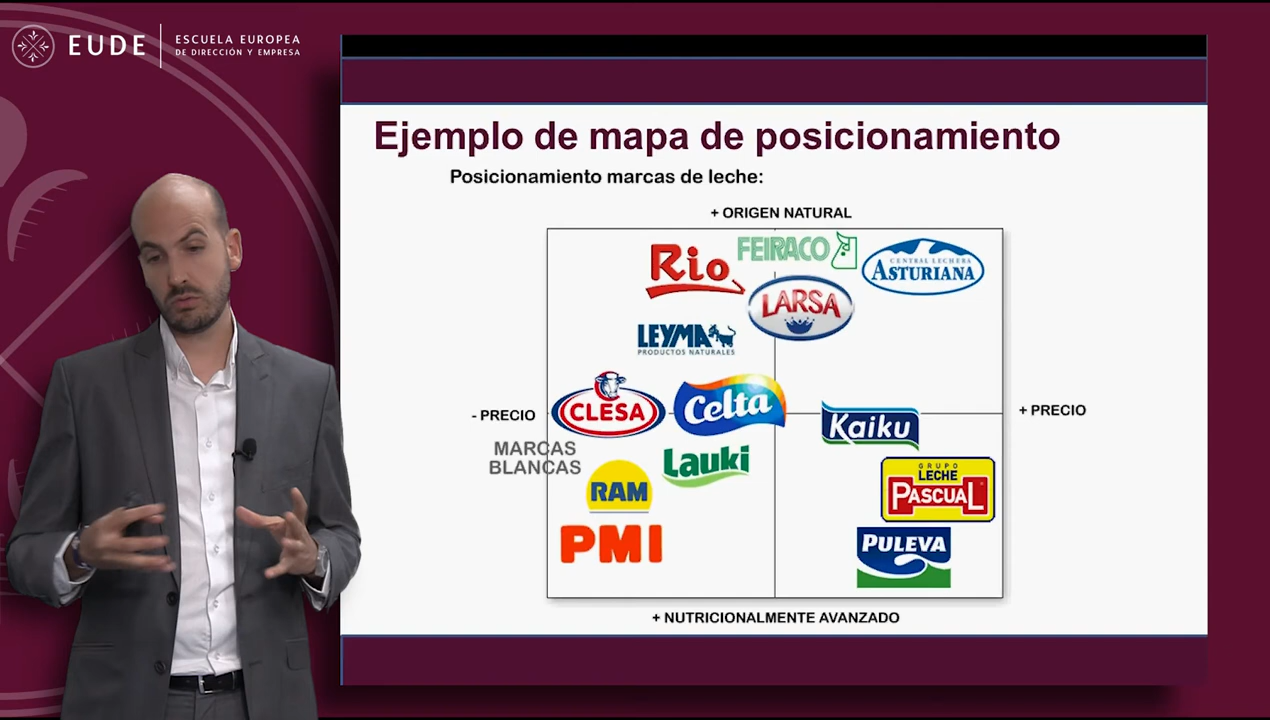 EUDE
ESCUELA EUROPEA
DE DIRECCIÓN Y EMPRESA
Ejemplo de mapa de posicionamiento
Posicionamiento marcas de leche:
+ ORIGEN NATURAL
Rio
FEIRACO
CENTRAL LECHERA
ASTURIANA
LARSA
LEYMA
PRODUCTOS NATURALES
- PRECIO
CLESA
Celta
Kaiku
+ PRECIO
MARCAS
BLANCAS
Lauki
RAM
GRUPO
LECHE
PASCUAL
PMI
PULEVA
+ NUTRICIONALMENTE AVANZADO